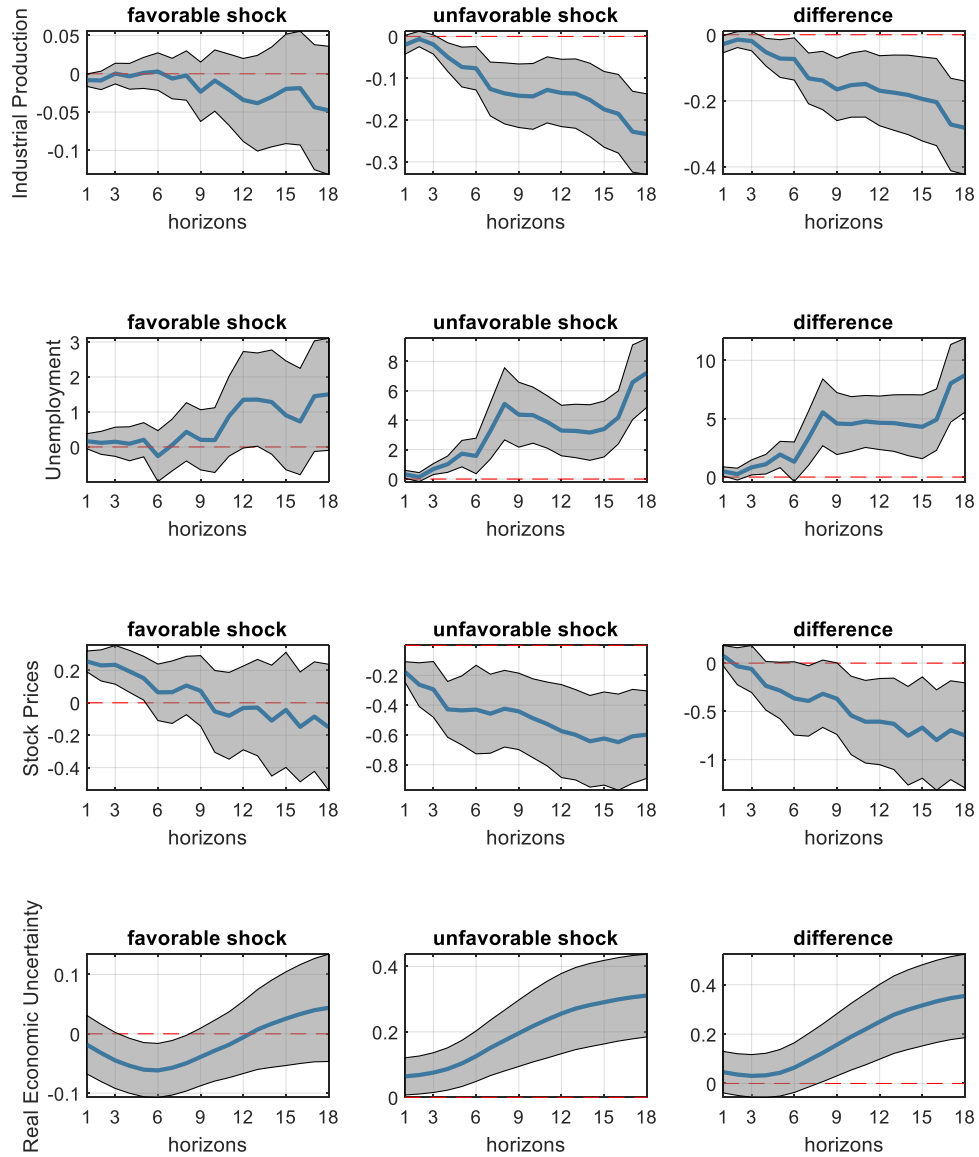 favorable shock unfavorable shock difference
Industrial Production
0.05 0 -0.1 -0.05
0 -0.1 -0.2 -0.3
0 -0.2 -0.4
1 3 6 9 12 15 18 1 3 6 9 12 15 18 1 3 6 9 12 15 18
horizons horizons horizons
favorable shock unfavorable shock difference
Unemployment
3 2 1 0
8 6 4 2 0
10 5 0
1 3 6 9 12 15 18 1 3 6 9 12 15 18 1 3 6 9 12 15 18
horizons horizons horizons
favorable shock unfavorable shock difference
Stock Prices
0.2 0 -0.2 -0.4
-0.2 -0.4 -0.6 -0.8
0 -0.5 -1
1 3 6 9 12 15 18 1 3 6 9 12 15 18 1 3 6 9 12 15 18
horizons horizons horizons
favorable shock unfavorable shock difference
Real Economic Uncertainty
0.1 0 -0.1
0.4 0.2 0
0.4 0.2 0
1 3 6 9 12 15 18 1 3 6 9 12 15 18 1 3 6 9 12 15 18
horizons horizons horizons